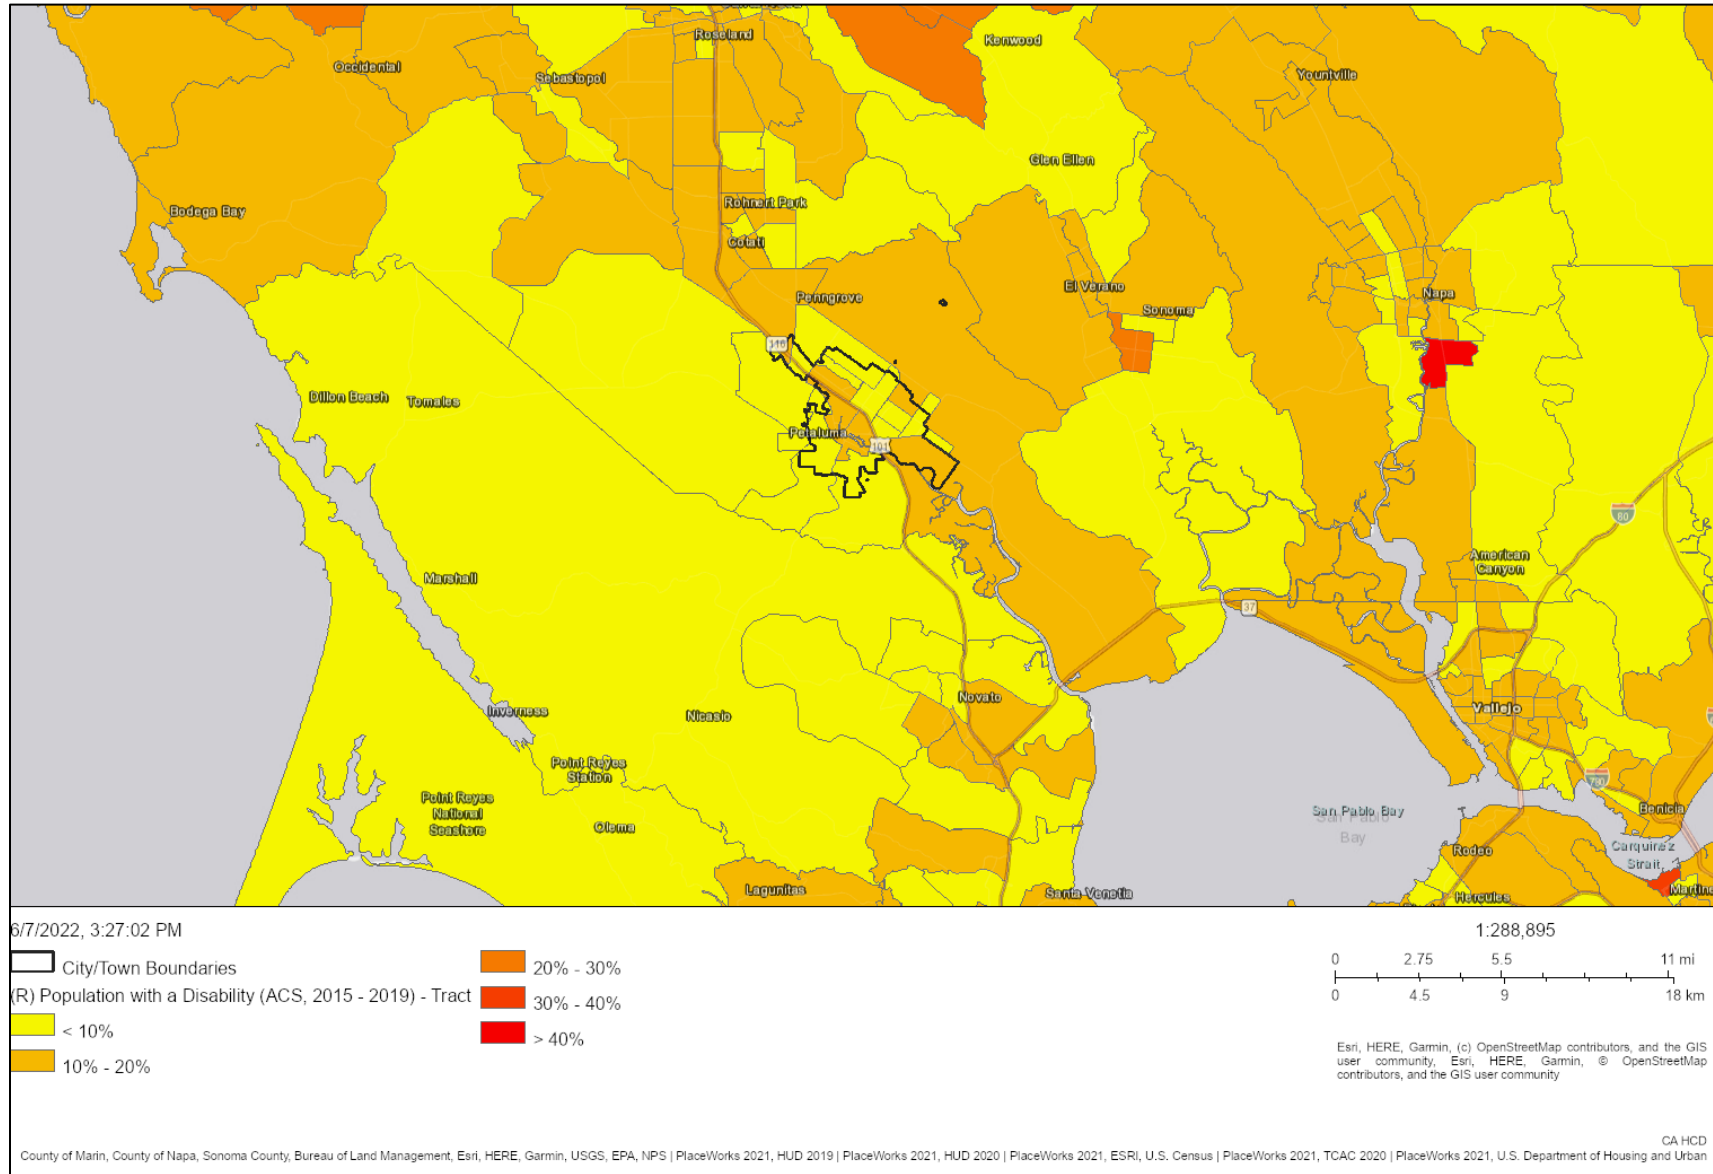 Roseland
Kenwood
Occidental
Sebastopol
Yountville
Glen Ellen
Bodega Bay
Rohnert Park
Cotati
Penngrove
El Verano
Sonoma
Napa
116
Dillon Beach
Tomales
Petaluma
101
80
American
Canyon
Marshall
37
Novato
Vallejo
Inverness
Nicasio
Point Reyes
Station
780
Point Reyes
National
Seashore
Olema
San Pablo Bay
San Pablo
Bay
Benicia
Rodeo
Carquinez
Strait
Lagunitas
Santa Venetia
Hercules
Martine
6/7/2022, 3:27:02 PM
City/Town Boundaries
(R) Population with a Disability (ACS, 2015 - 2019) - Tract
< 10%
10% - 20%
20% - 30%
30% - 40%
> 40%
1:288,895
0 2.75 5.5 11 mi
0 4.5 9 18 km
Esri, HERE, Garmin, (c) OpenStreetMap contributors, and the GIS
user community, Esri, HERE, Garmin, © OpenStreetMap
contributors, and the GIS user community
CA HCD
County of Marin, County of Napa, Sonoma County, Bureau of Land Management, Esri, HERE, Garmin, USGS, EPA, NPS | PlaceWorks 2021, HUD 2019 | PlaceWorks 2021, HUD 2020 | PlaceWorks 2021, ESRI, U.S. Census | PlaceWorks 2021, TCAC 2020 | PlaceWorks 2021, U.S. Department of Housing and Urban